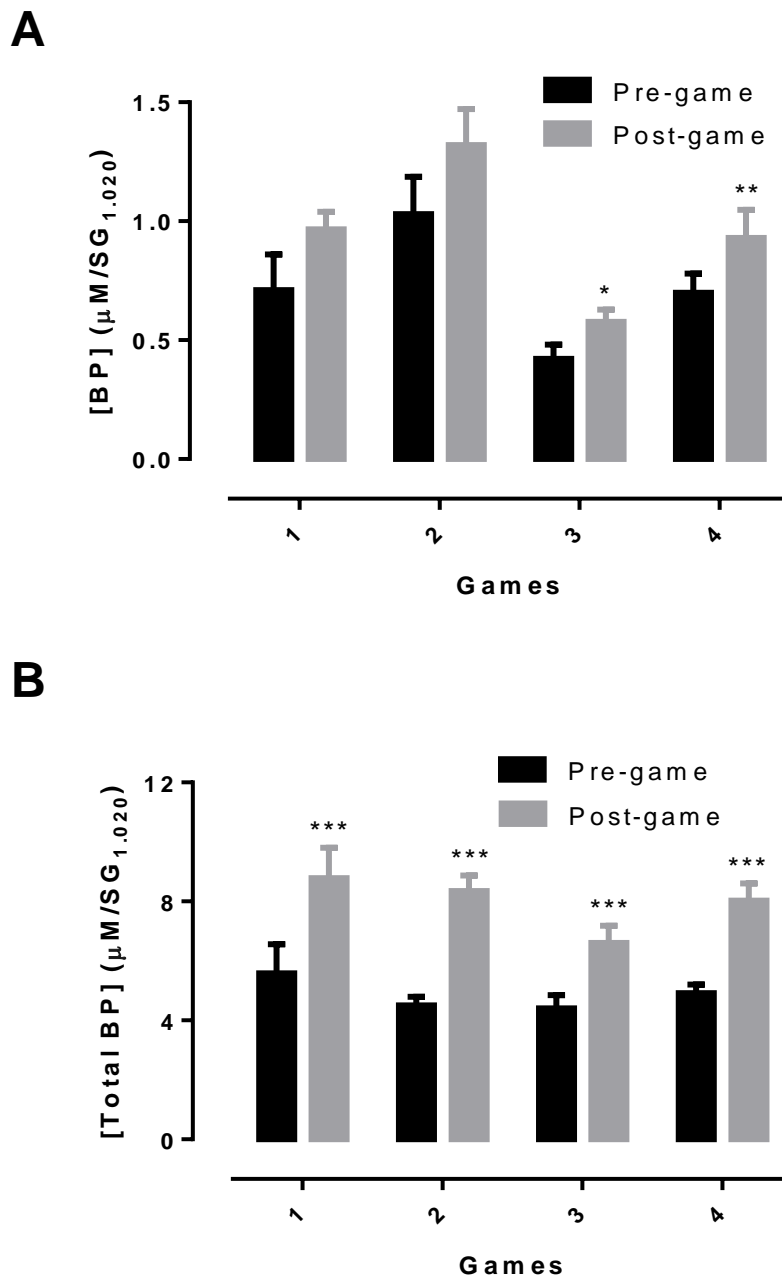 A
1.5
1.0
0.5
0.0
[BP] (μM/SG1.020)
Pre-game
Post-game
*
**
1
2
3
4
Games
B
12
8
4
0
[Total BP] (μM/SG1.020)
Pre-game
Post-game
***
***
***
***
1
2
3
4
Games